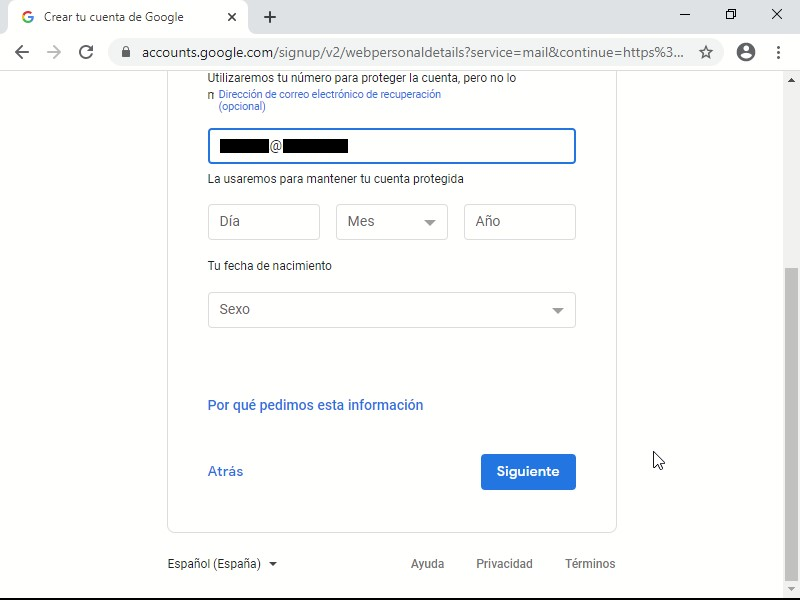 Crear tu cuenta de Google
accounts.google.com/signup/v2/webpersonaldetails?service=mail&continue=https%3...
Utilizaremos tu número para proteger la cuenta, pero no lo
Dirección de correo electrónico de recuperación
(opcional)
@
La usaremos para mantener tu cuenta protegida
Día Mes Año
Tu fecha de nacimiento
Sexo
Por qué pedimos esta información
Atrás Siguiente
Español (España) Ayuda Privacidad Términos